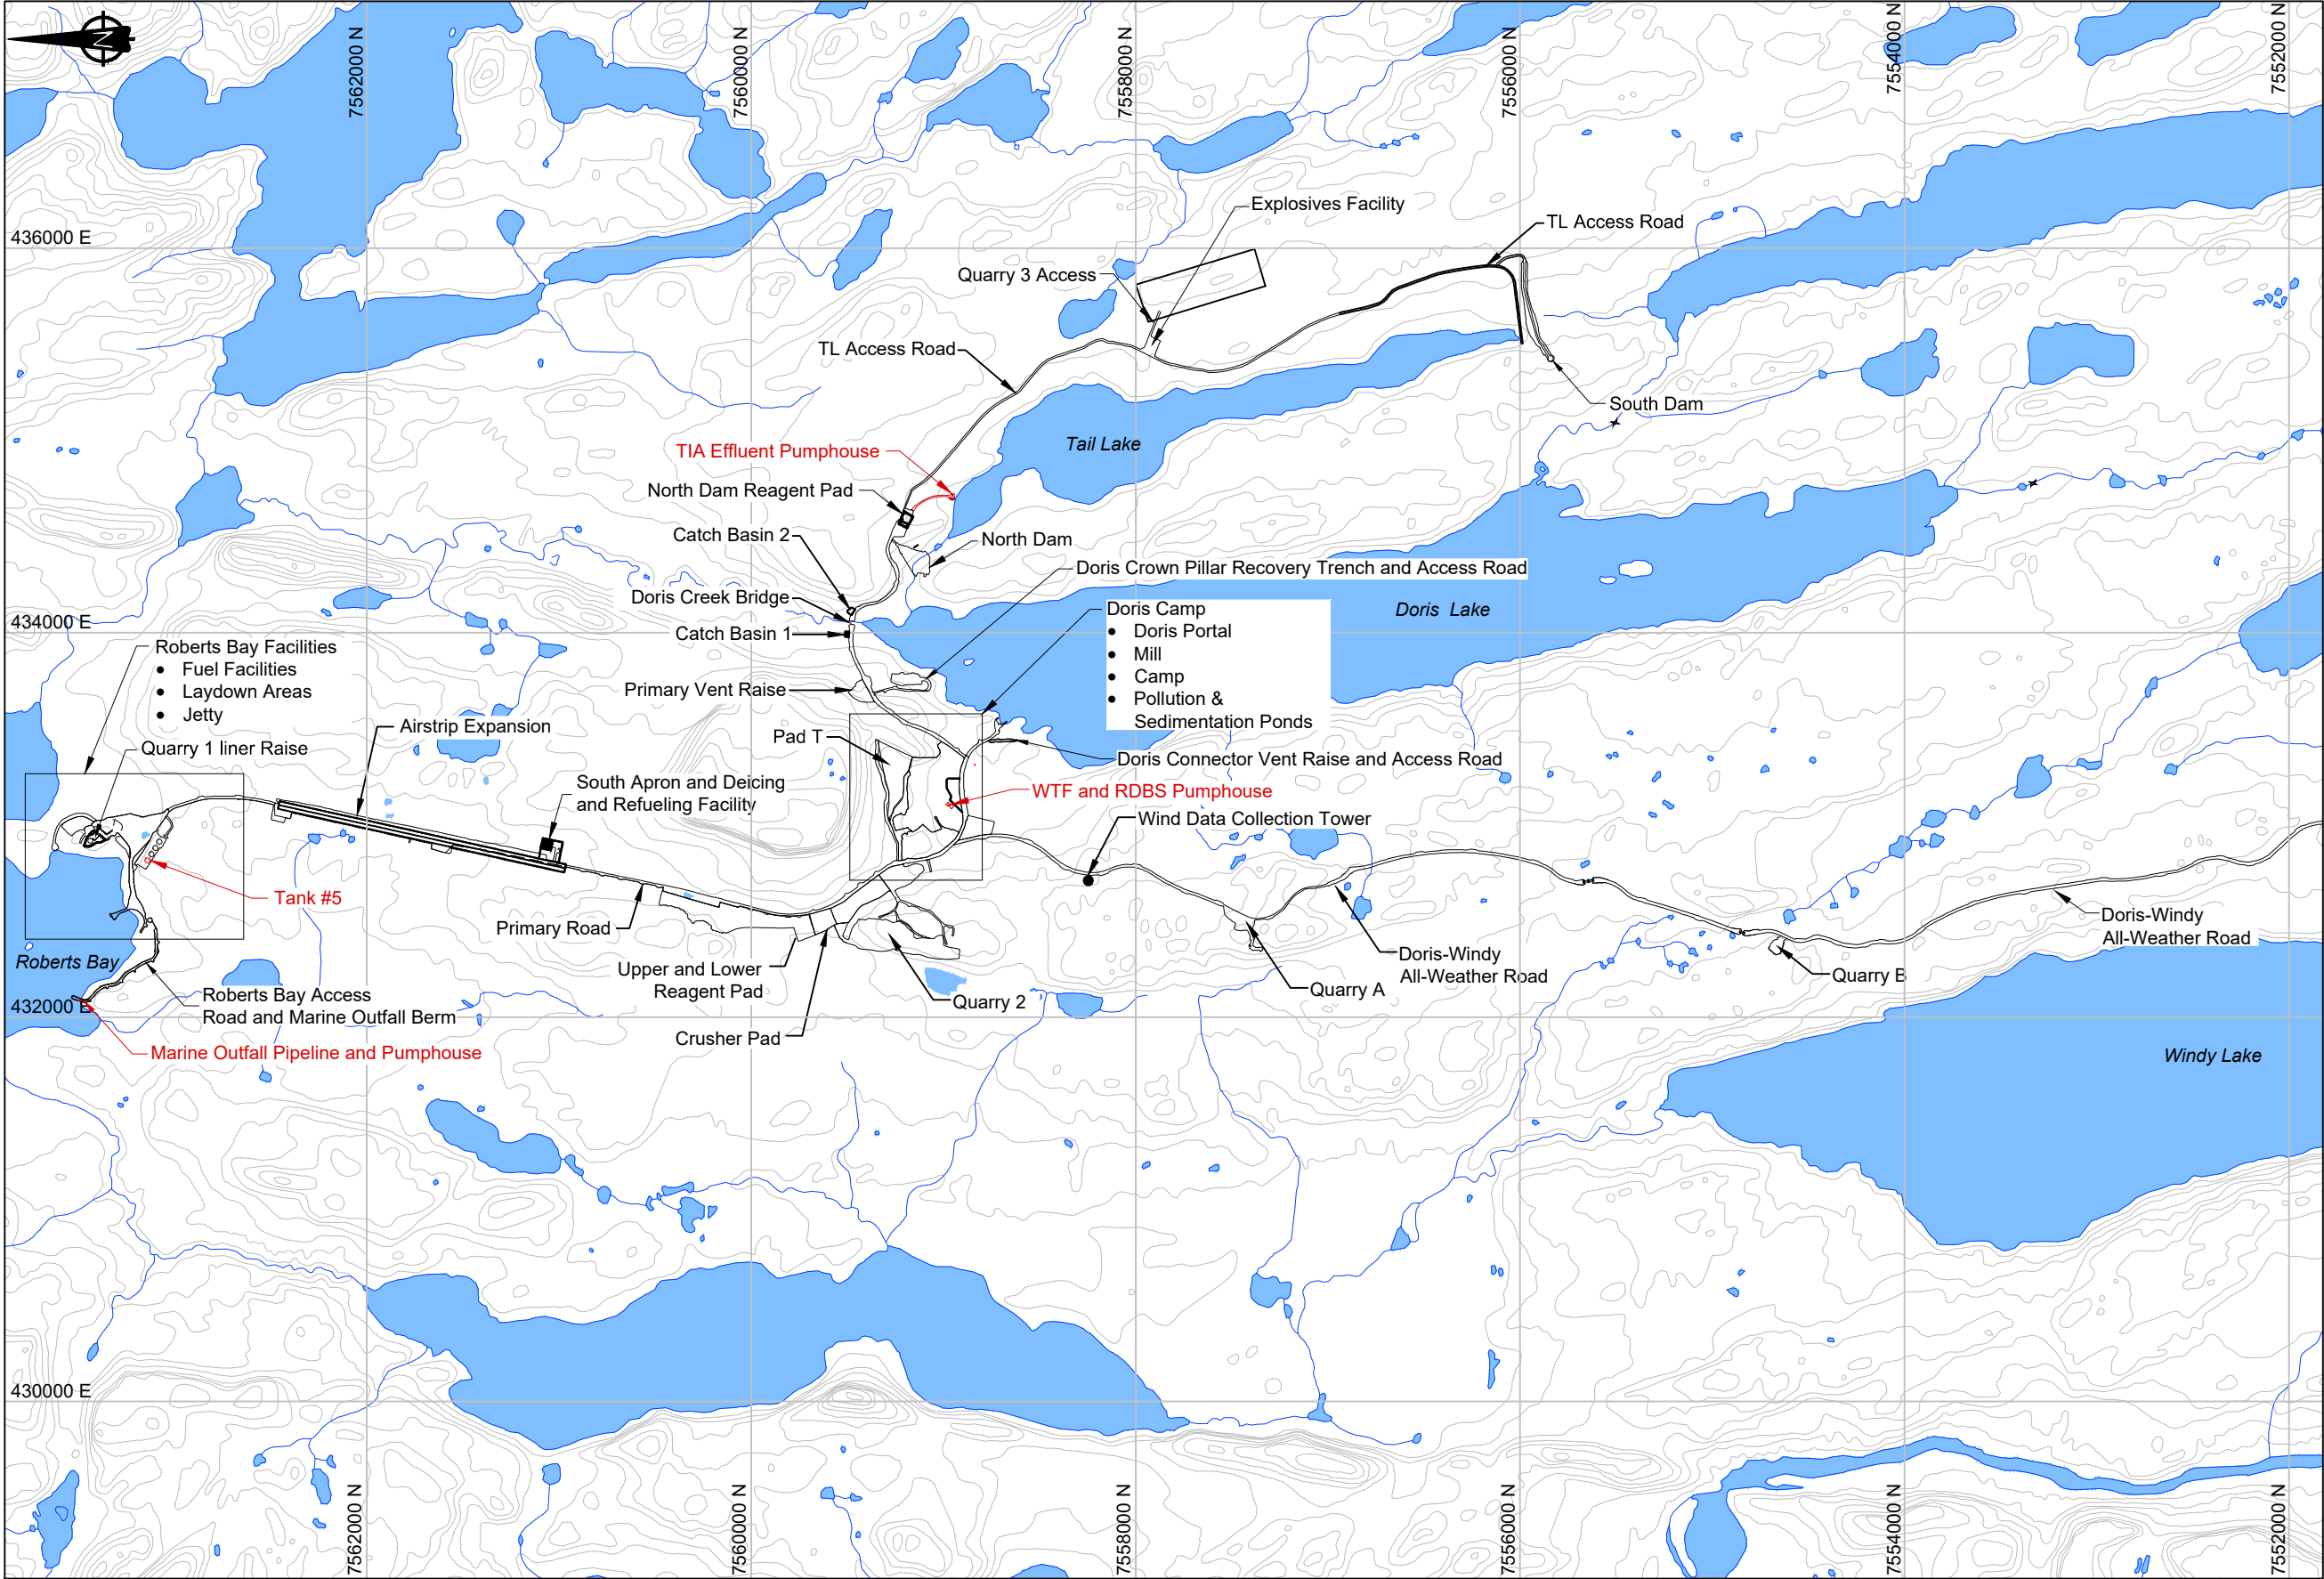 N
7562000 N
7560000 N
7558000 N
7556000 N
7554000 N
7552000 N
Explosives Facility
TL Access Road
436000 E
Quarry 3 Access
TL Access Road
South Dam
Tail Lake
TIA Effluent Pumphouse
North Dam Reagent Pad
Catch Basin 2
North Dam
Doris Crown Pillar Recovery Trench and Access Road
Doris Creek Bridge
Doris Lake
434000 E
Catch Basin 1
Doris Camp
• Doris Portal
• Mill
• Camp
• Pollution &
Sedimentation Ponds
Roberts Bay Facilities
• Fuel Facilities
• Laydown Areas
• Jetty
Primary Vent Raise
Airstrip Expansion
Pad T
Quarry 1 liner Raise
Doris Connector Vent Raise and Access Road
South Apron and Deicing
and Refueling Facility
WTF and RDBS Pumphouse
Wind Data Collection Tower
Tank #5
Primary Road
Doris-Windy
All-Weather Road
Doris-Windy
All-Weather Road
Roberts Bay
Upper and Lower
Reagent Pad
Quarry B
Quarry A
Quarry 2
Roberts Bay Access
Road and Marine Outfall Berm
432000 E
Crusher Pad
Marine Outfall Pipeline and Pumphouse
Windy Lake
430000 E
7562000 N
7560000 N
7558000 N
7556000 N
7554000 N
7552000 N